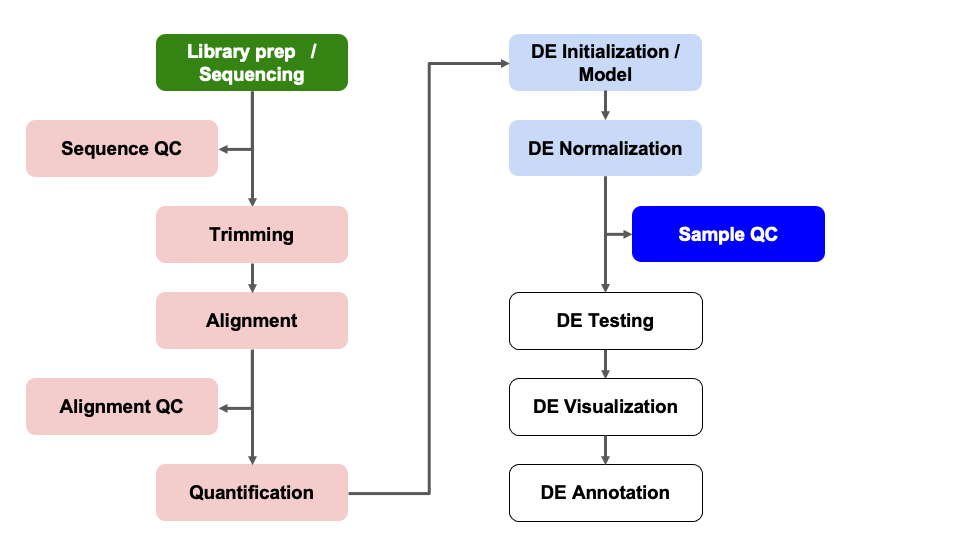 Library prep /
Sequencing
Sequence QC
Trimming
Alignment
Alignment QC
Quantification
DE Initialization /
Model
DE Normalization
Sample QC
DE Testing
DE Visualization
DE Annotation